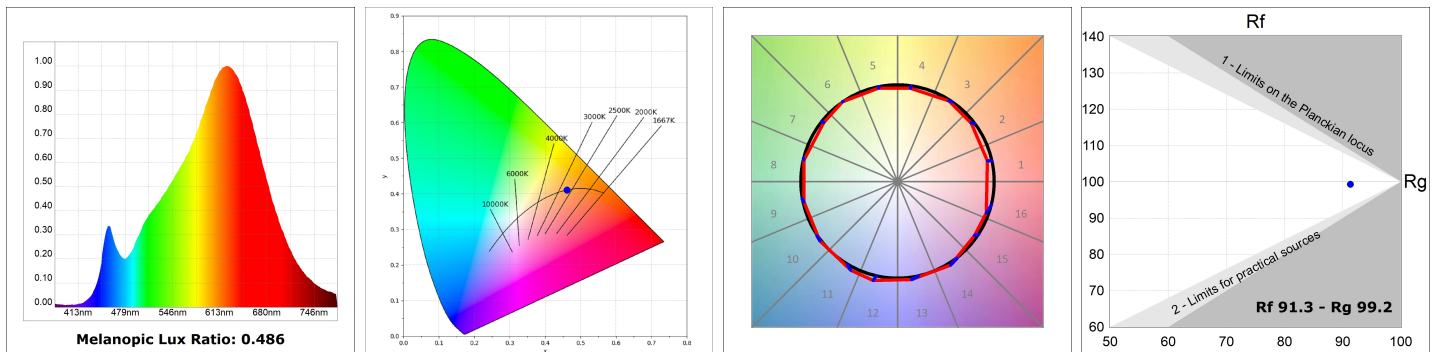 1.00
0.90
0.80
0.70
0.60
0.50
0.40
0.30
0.20
0.10
0.00
413nm 479nm 546nm 613nm 680nm 746nm
Melanopic Lux Ratio: 0.486
0.9
0.8
0.7
0.6
0.5
0.4
0.3
0.2
0.1
0.0
y
0.0 0.1 0.2 0.3 0.4 0.5 0.6 0.7 0.8
x
10000K
6000K
4000K
3000K
2500K
2000K
1667K
1
2
3
4
5
6
7
8
9
10
11
12
13
14
15
16
Rf
140
130
120
110
100
90
80
70
60
50 60 70 80 90 100
Rg
1 - Limits on the Planckian locus
2 - Limits for practical sources
Rf 91.3 - Rg 99.2